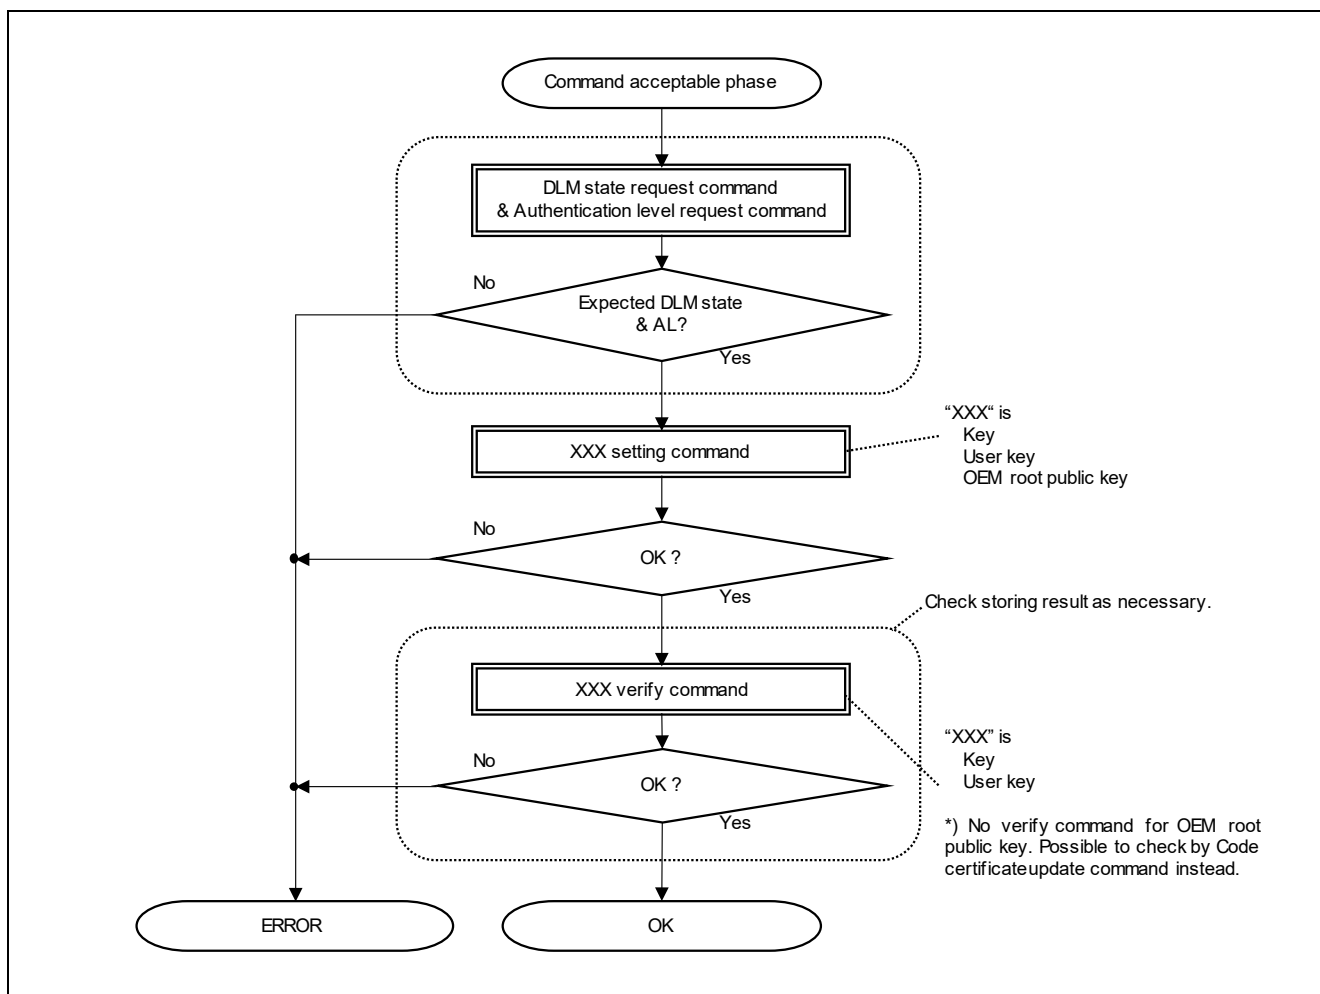 Command acceptable phase
DLM state request command
& Authentication level request command
No
Expected DLM state
& AL?
Yes
“XXX“ is
Key
User key
OEM root public key
XXX setting command
No
OK ?
Yes
Check storing result as necessary.
XXX verify command
“XXX” is
Key
User key
No
OK ?
Yes
*) No verify command for OEM root
public key. Possible to check by Code
certificate update command instead.
ERROR
OK